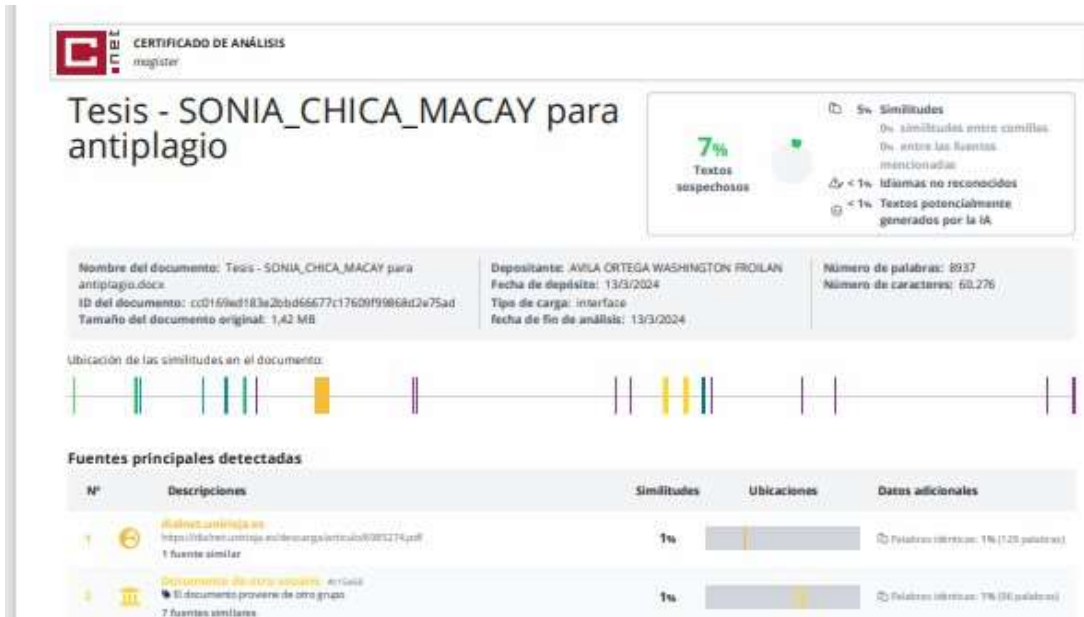 net
CERTIFICADO DE ANÁLISIS
magister
Tesis - SONIA_CHICA_MACAY para
antiplagio
7%
Textos
sospechosos
5% Similitudes
0% similitudes entre comillas
0% entre las fuentes
mencionadas
< 1% Idiomas no reconocidos
< 1% Textos potencialmente
generados por la IA
Nombre del documento: Tesis - SONIA_CHICA_MACAY para
antiplagio.docx
ID del documento:
Tamaño del documento original: 1,42 MB
Depositante: AVILA ORTEGA WASHINGTON FROILAN
Fecha de depósito: 13/3/2024
Tipo de carga: interface
fecha de fin de análisis: 13/3/2024
Número de palabras: 8937
Número de caracteres: 60.276
Ubicación de las similitudes en el documento:
Fuentes principales detectadas
N° Descripciones Similitudes Ubicaciones Datos adicionales
1 dialnet.unirioja.es
1 fuente similar
1%
Palabras idénticas: 1% (120 palabras)
2 Documento de otro usuario
El documento proviene de otro grupo
7 fuentes similares
1%
Palabras idénticas: 1% palabras)